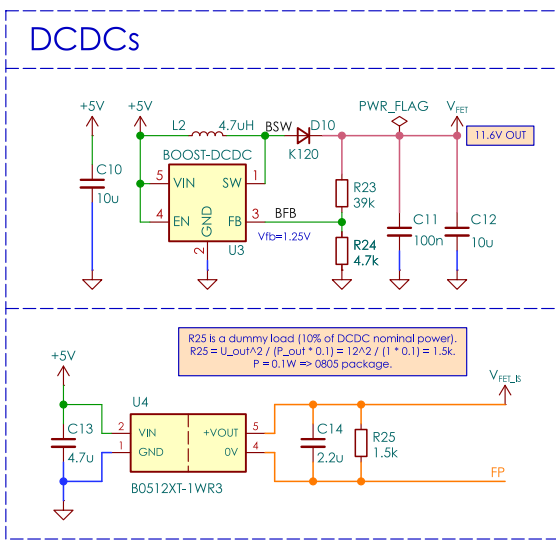 DCDCs
+5V
+5V
PWR_FLAG
VFET
L2
4.7uH
BSW
D10
11.6V OUT
K120
BOOST-DCDC
C10
10u
5
VIN
SW
1
R23
39k
4
EN
GND
FB
3
BFB
2
U3
Vfb=1.25V
R24
4.7k
C11
100n
C12
10u
R25 is a dummy load (10% of DCDC nominal power).
R25 = U_out^2 / (P_out * 0.1) = 12^2 / (1 * 0.1) = 1.5k.
P = 0.1W => 0805 package.
+5V
VFET_IS
U4
C13
4.7u
2
VIN
+VOUT
5
1
GND
0V
4
C14
2.2u
R25
1.5k
FP
B0512XT-1WR3